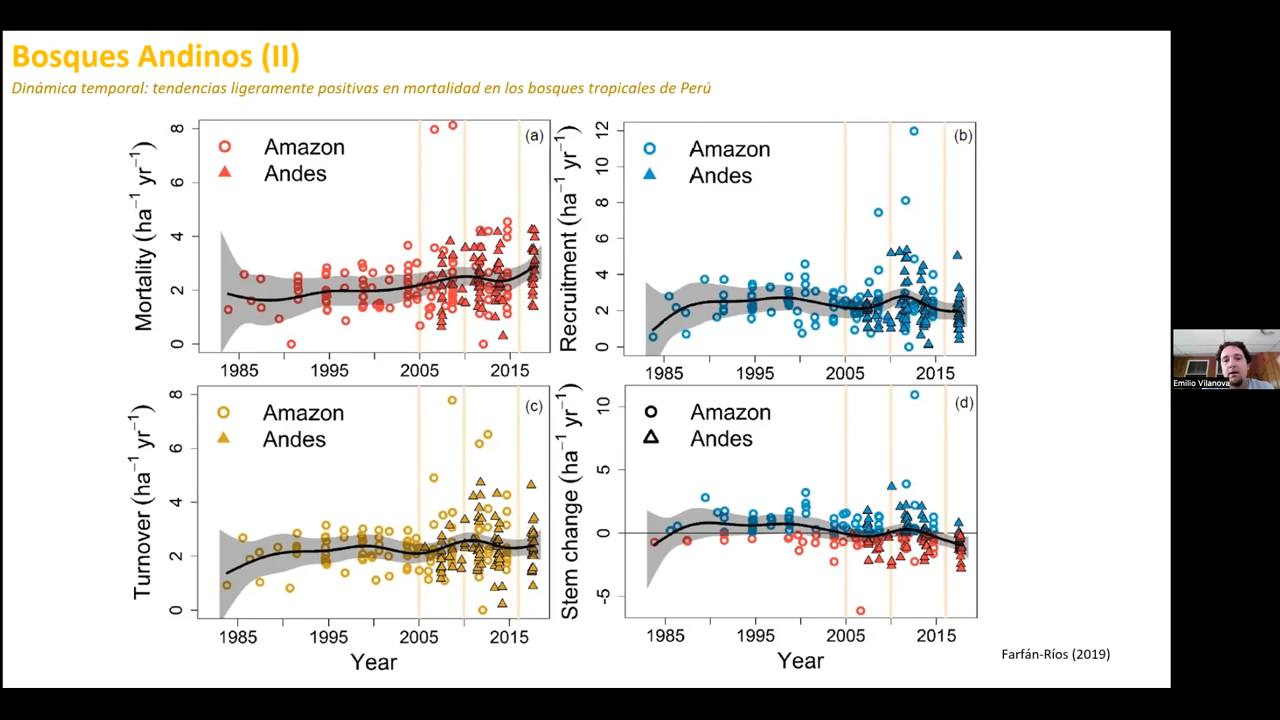 Bosques Andinos (II)
Dinámica temporal: tendencias ligeramente positivas en mortalidad en los bosques tropicales de Perú
(a)
Amazon
Andes
Mortality (ha⁻¹ yr⁻¹)
8
6
4
2
0
1985
1995
2005
2015
(b)
Amazon
Andes
Recruitment (ha⁻¹ yr⁻¹)
12
10
8
6
4
2
0
1985
1995
2005
2015
(c)
Amazon
Andes
Turnover (ha⁻¹ yr⁻¹)
8
6
4
2
0
1985
1995
2005
2015
Year
(d)
Amazon
Andes
Stem change (ha⁻¹ yr⁻¹)
10
5
0
-5
1985
1995
2005
2015
Year
Farfán-Ríos (2019)
Emilio Vilanova